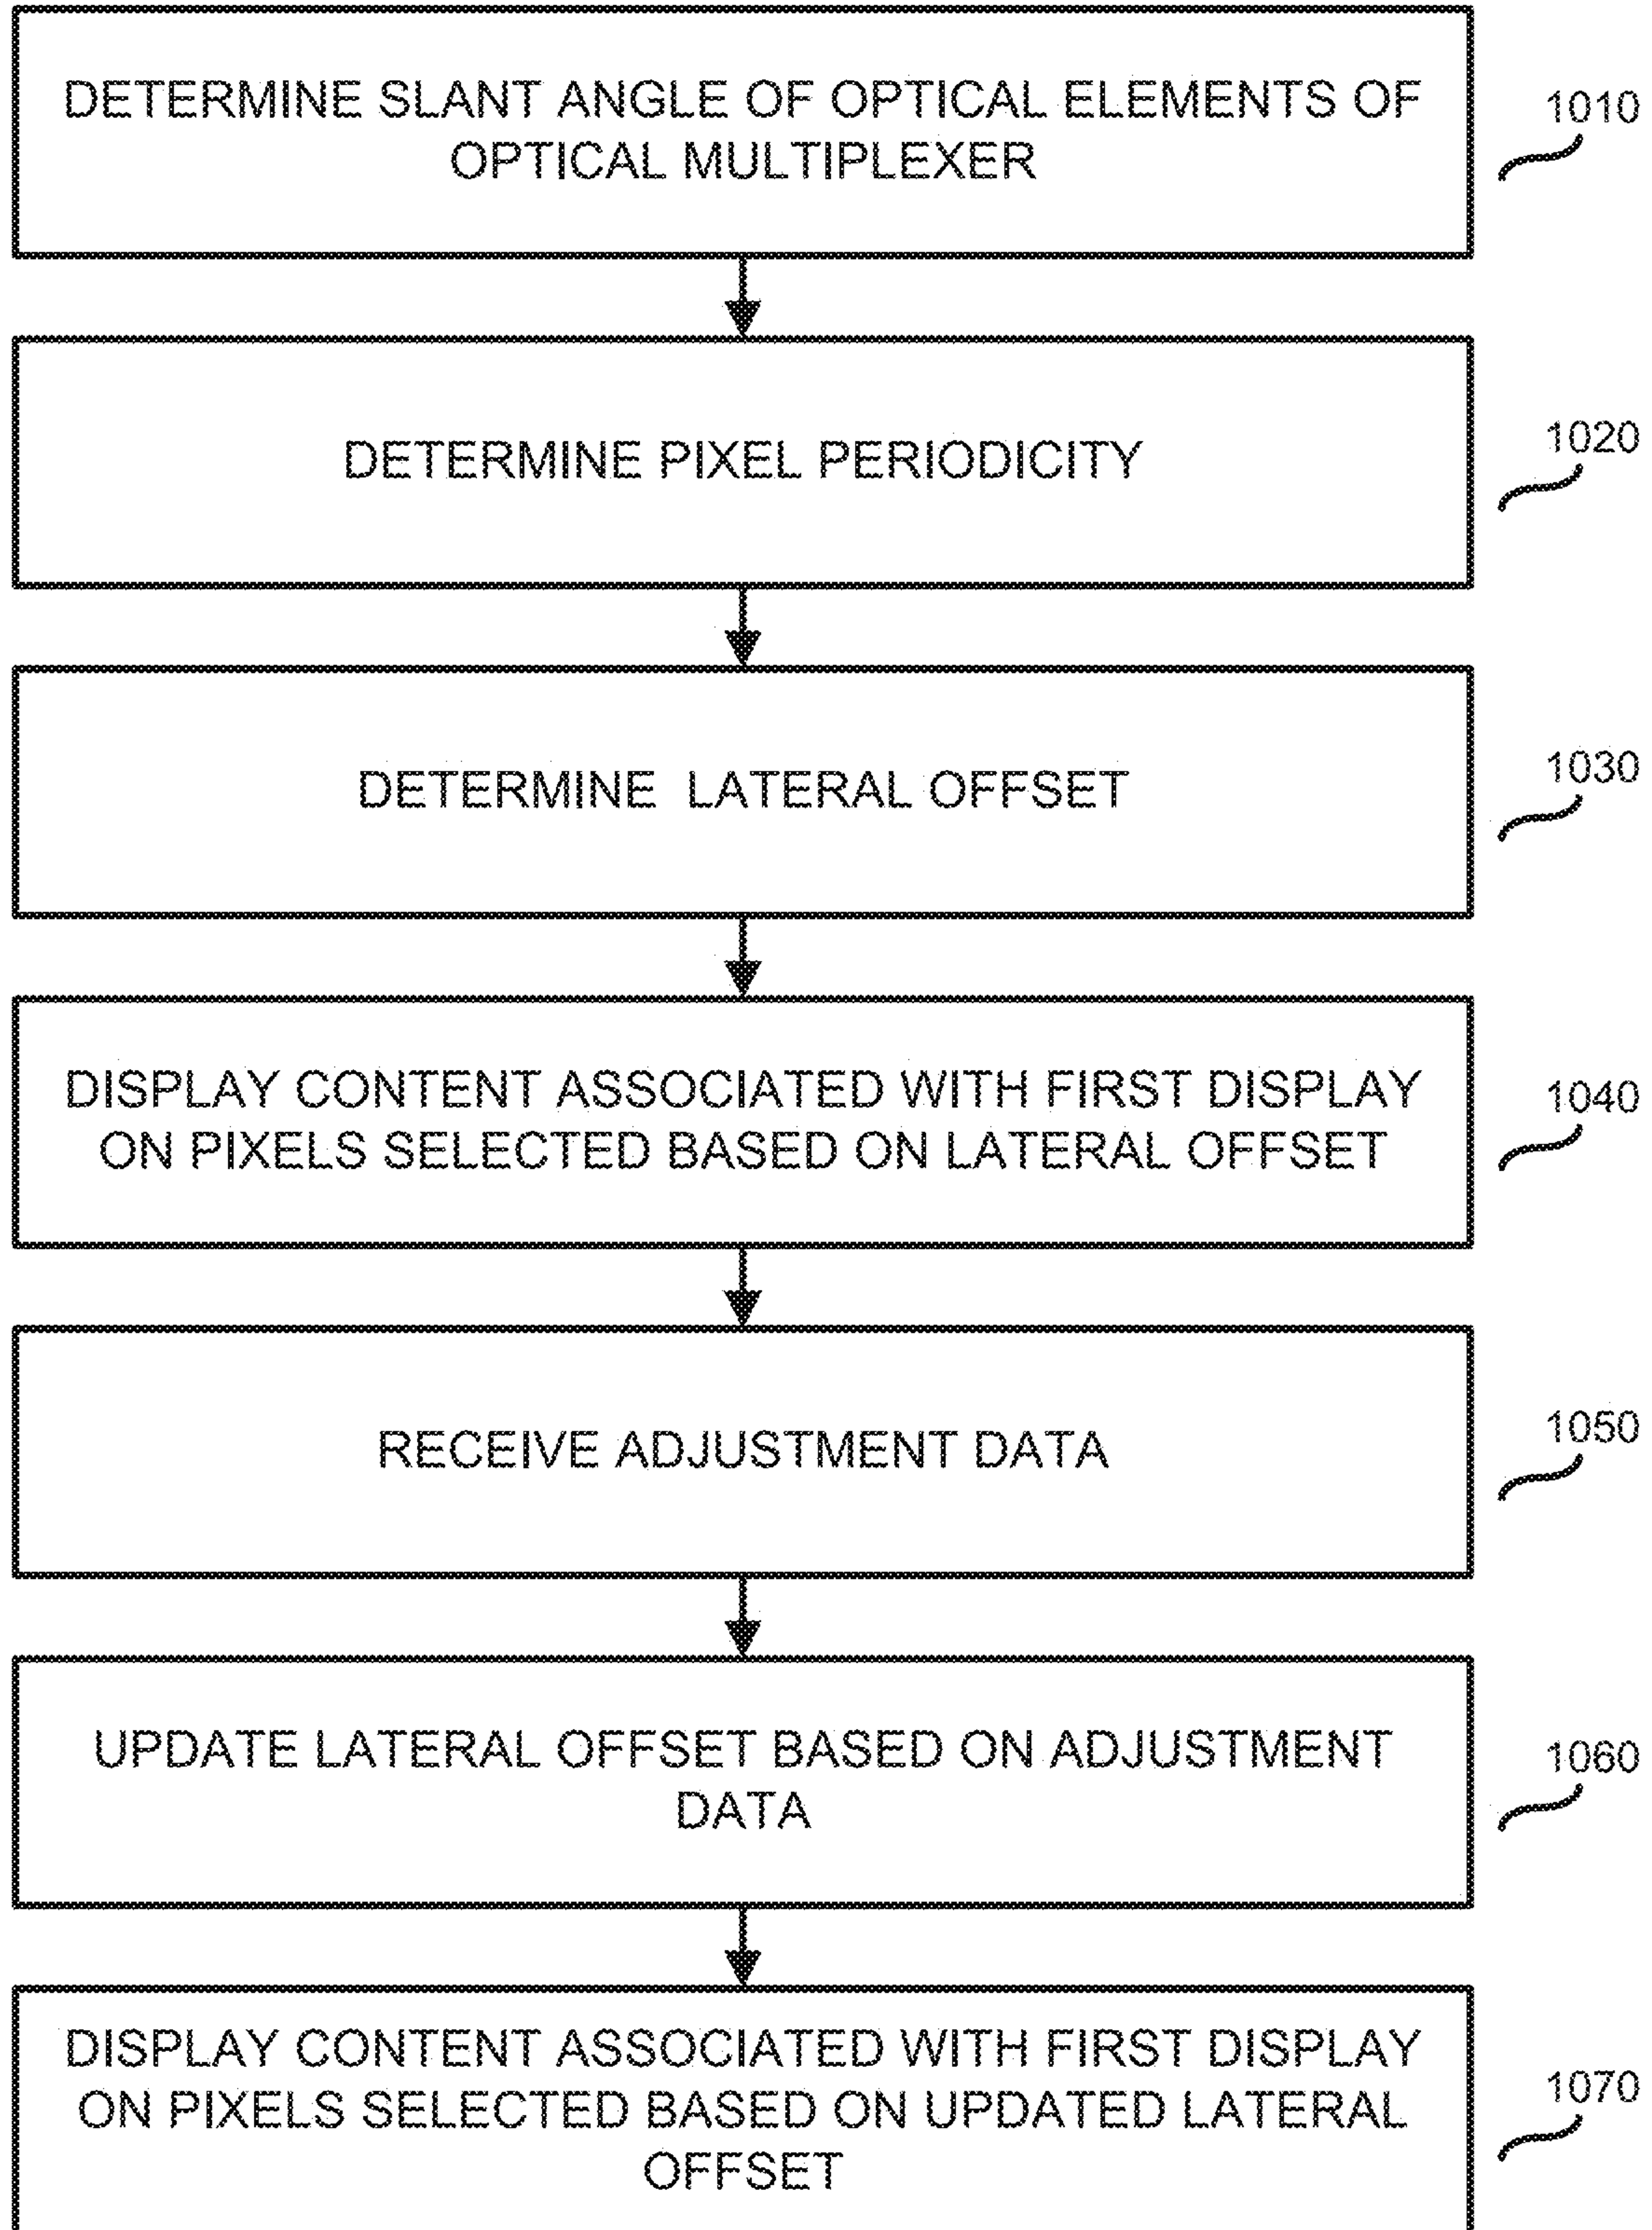 DETERMINE SLANT ANGLE OF OPTICAL ELEMENTS OF
OPTICAL MULTIPLEXER
1010
DETERMINE PIXEL PERIODICITY
1020
DETERMINE LATERAL OFFSET
1030
DISPLAY CONTENT ASSOCIATED WITH FIRST DISPLAY
ON PIXELS SELECTED BASED ON LATERAL OFFSET
1040
RECEIVE ADJUSTMENT DATA
1050
UPDATE LATERAL OFFSET BASED ON ADJUSTMENT
DATA
1060
DISPLAY CONTENT ASSOCIATED WITH FIRST DISPLAY
ON PIXELS SELECTED BASED ON UPDATED LATERAL
OFFSET
1070